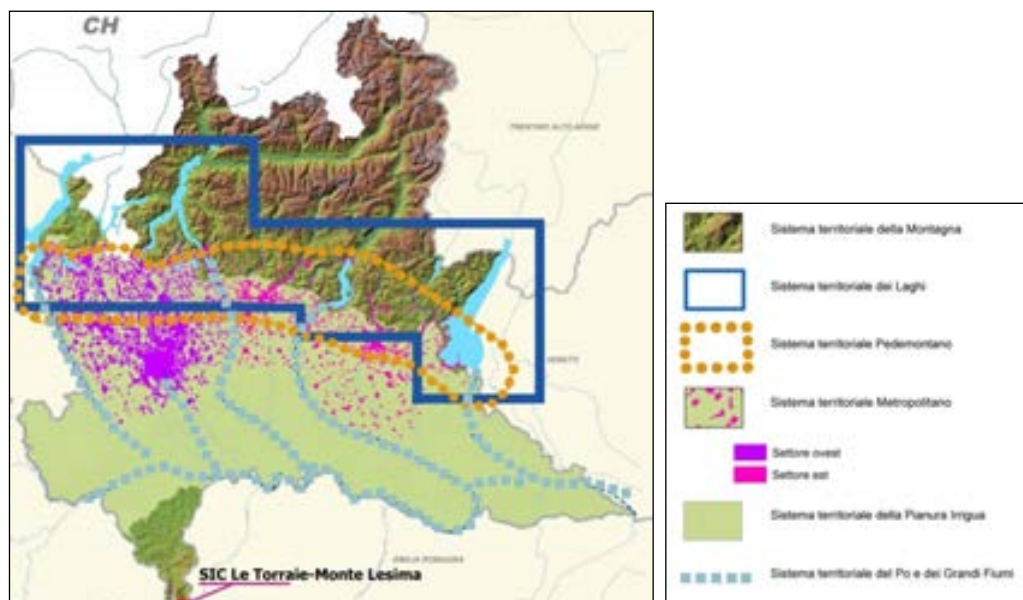 CH
TRENTINO ALTO ADIGE
VENETO
EMILIA ROMAGNA
SIC Le Torraie-Monte Lesima
Sistema territoriale della Montagna
Sistema territoriale dei Laghi
Sistema territoriale Pedemontano
Sistema territoriale Metropolitano
Settore ovest
Settore est
Sistema territoriale della Pianura Irrigua
Sistema territoriale del Po e dei Grandi Fiumi